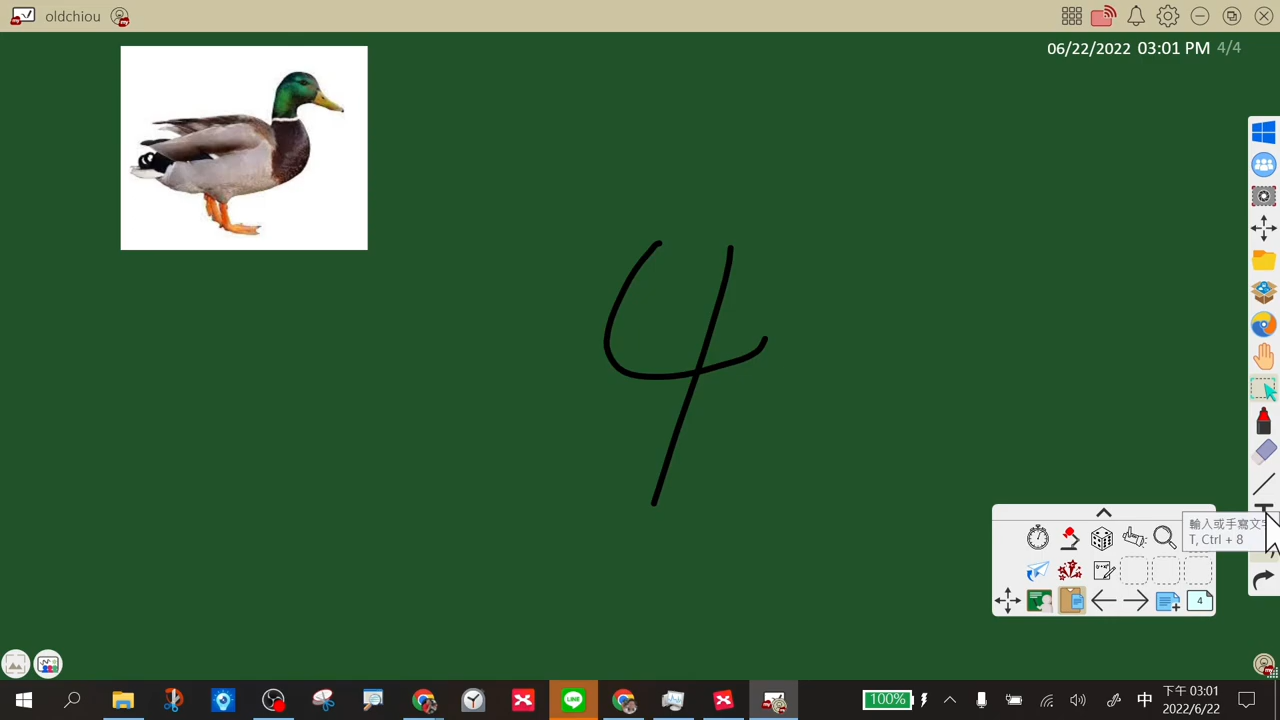 oldchiou
06/22/2022 03:01 PM 4/4
4
輸入或手寫文字
T, Ctrl + 8
4
100%
中
下午 03:01
2022/6/22